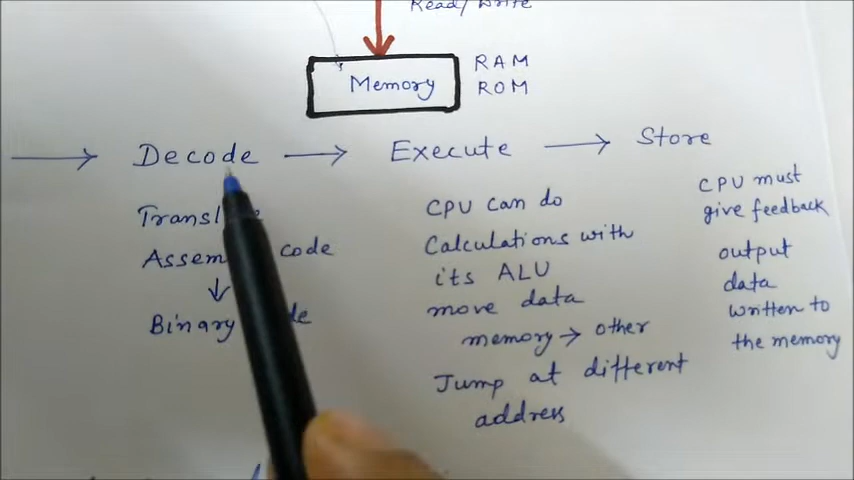 Read/Write
Memory
RAM
ROM
→ Decode → Execute → Store
Assem code
↓
Binary
CPU can do
Calculations with
its ALU
move data
memory → other
Jump at different
address
CPU must
give feedback
output
data
written to
the memory